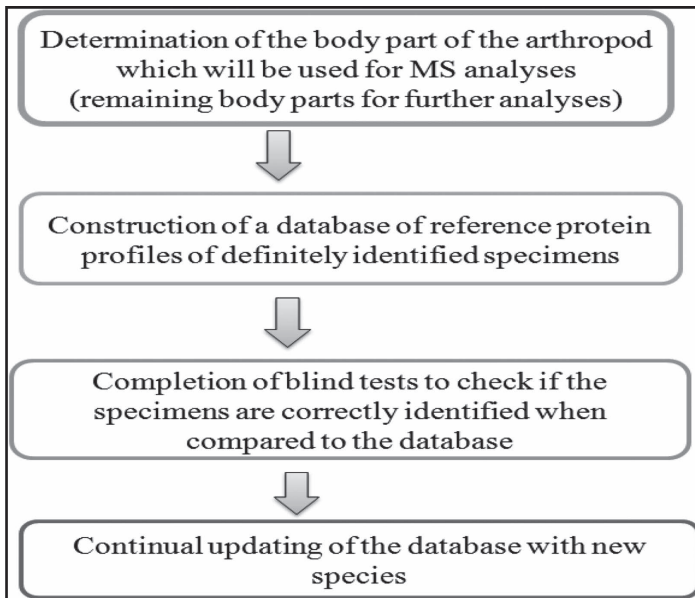 Determination of the body part of the arthropod
which will be used for MS analyses
(remaining body parts for further analyses)
Construction of a database of reference protein
profiles of definitely identified specimens
Completion of blind tests to check if the
specimens are correctly identified when
compared to the database
Continual updating of the database with new
species